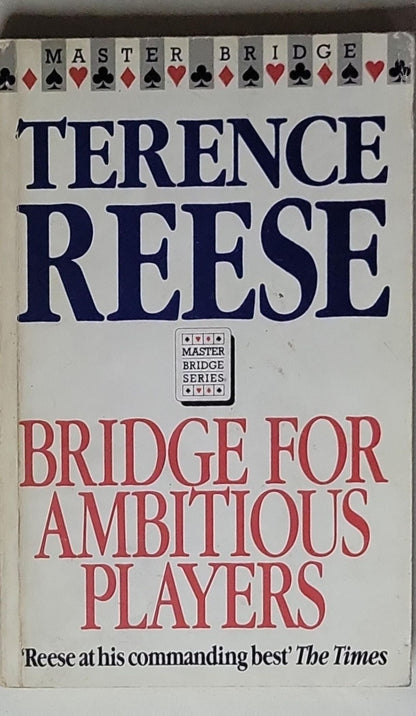 MASTER BRIDGE
TERENCE
REESE
MASTER
BRIDGE
SERIES
BRIDGE FOR
AMBITIOUS
PLAYERS
'Reese at his commanding best' The Times